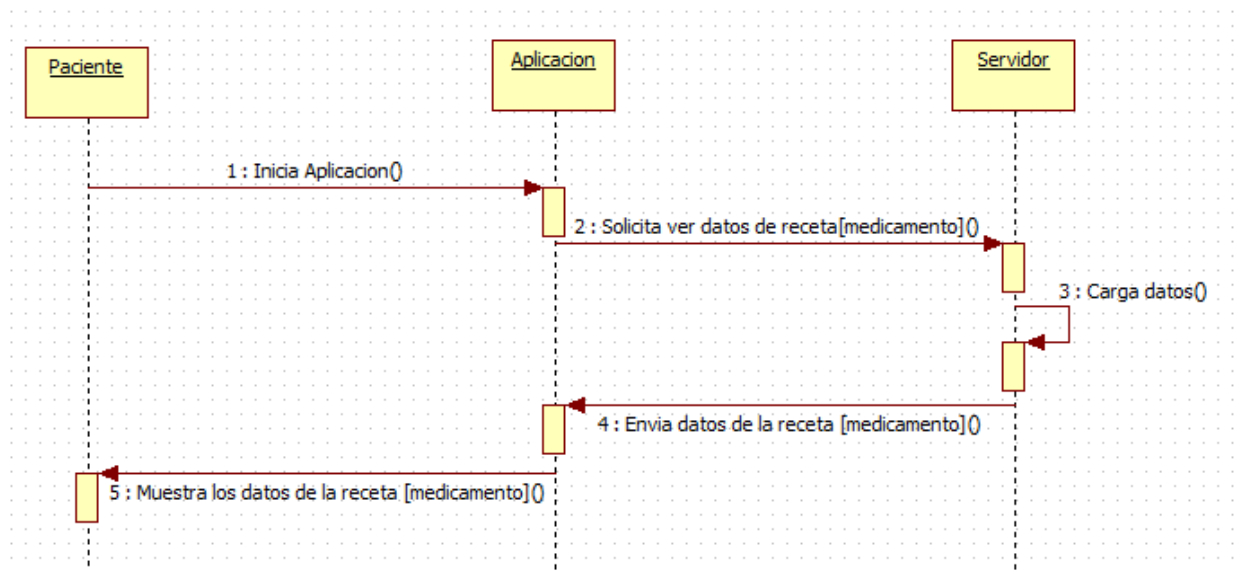 Paciente
Aplicacion
Servidor
1 : Inicia Aplicacion()
2 : Solicita ver datos de receta[medicamento]()
3 : Carga datos()
4 : Envia datos de la receta [medicamento]()
5 : Muestra los datos de la receta [medicamento]()